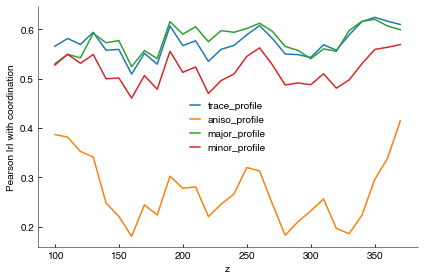 0.6
0.5
0.4
0.3
0.2
Pearson |r| with coordination
trace_profile
aniso_profile
major_profile
minor_profile
100 150 200 250 300 350
z